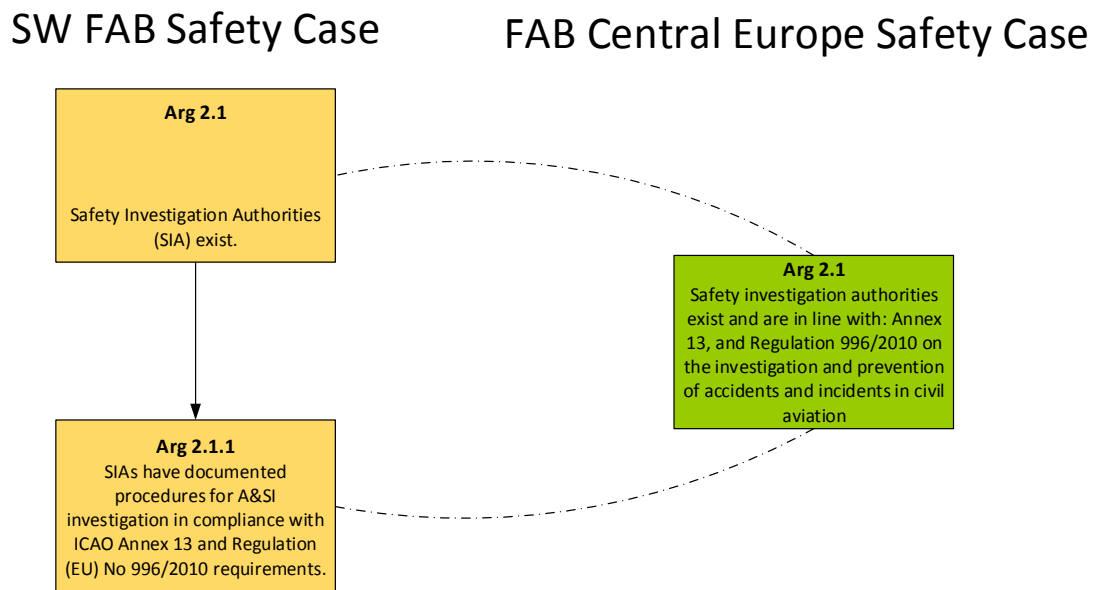 SW FAB Safety Case
FAB Central Europe Safety Case
Arg 2.1
Safety Investigation Authorities
(SIA) exist.
Arg 2.1
Safety investigation authorities
exist and are in line with: Annex
13, and Regulation 996/2010 on
the investigation and prevention
of accidents and incidents in civil
aviation
Arg 2.1.1
SIAs have documented
procedures for A&SI
investigation in compliance with
ICAO Annex 13 and Regulation
(EU) No 996/2010 requirements.